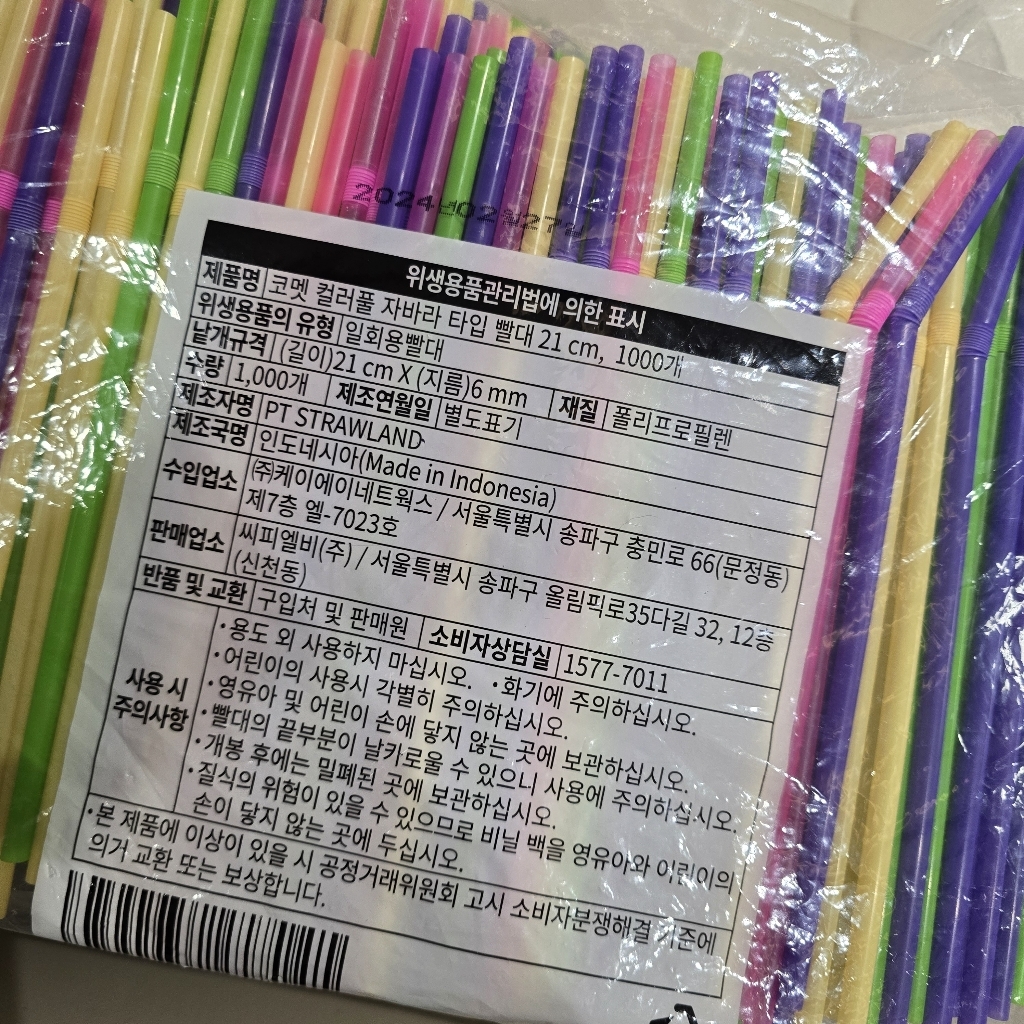 2024년02월27일
위생용품관리법에 의한 표시
제품명 코멧 컬러풀 자바라 타입 빨대 21 cm, 1000개
위생용품의 유형 일회용빨대
낱개규격 (길이)21 cm X (지름)6 mm 재질 폴리프로필렌
수량 1,000개 제조연월일 별도표기
제조자명 PT STRAWLAND
제조국명 인도네시아(Made in Indonesia)
수입업소 ㈜케이에이네트웍스 / 서울특별시 송파구 충민로 66(문정동)
제7층 엘-7023호
판매업소 씨피엘비(주) / 서울특별시 송파구 올림픽로35다길 32, 12층
(신천동)
반품 및 교환 구입처 및 판매원 소비자상담실 1577-7011
사용 시
주의사항
•용도 외 사용하지 마십시오. •화기에 주의하십시오.
•어린이의 사용시 각별히 주의하십시오.
•영유아 및 어린이 손에 닿지 않는 곳에 보관하십시오.
•빨대의 끝부분이 날카로울 수 있으니 사용에 주의하십시오.
•개봉 후에는 밀폐된 곳에 보관하십시오.
•질식의 위험이 있을 수 있으므로 비닐 백을 영유아와 어린이의
손이 닿지 않는 곳에 두십시오.
•본 제품에 이상이 있을 시 공정거래위원회 고시 소비자분쟁해결 기준에
의거 교환 또는 보상합니다.